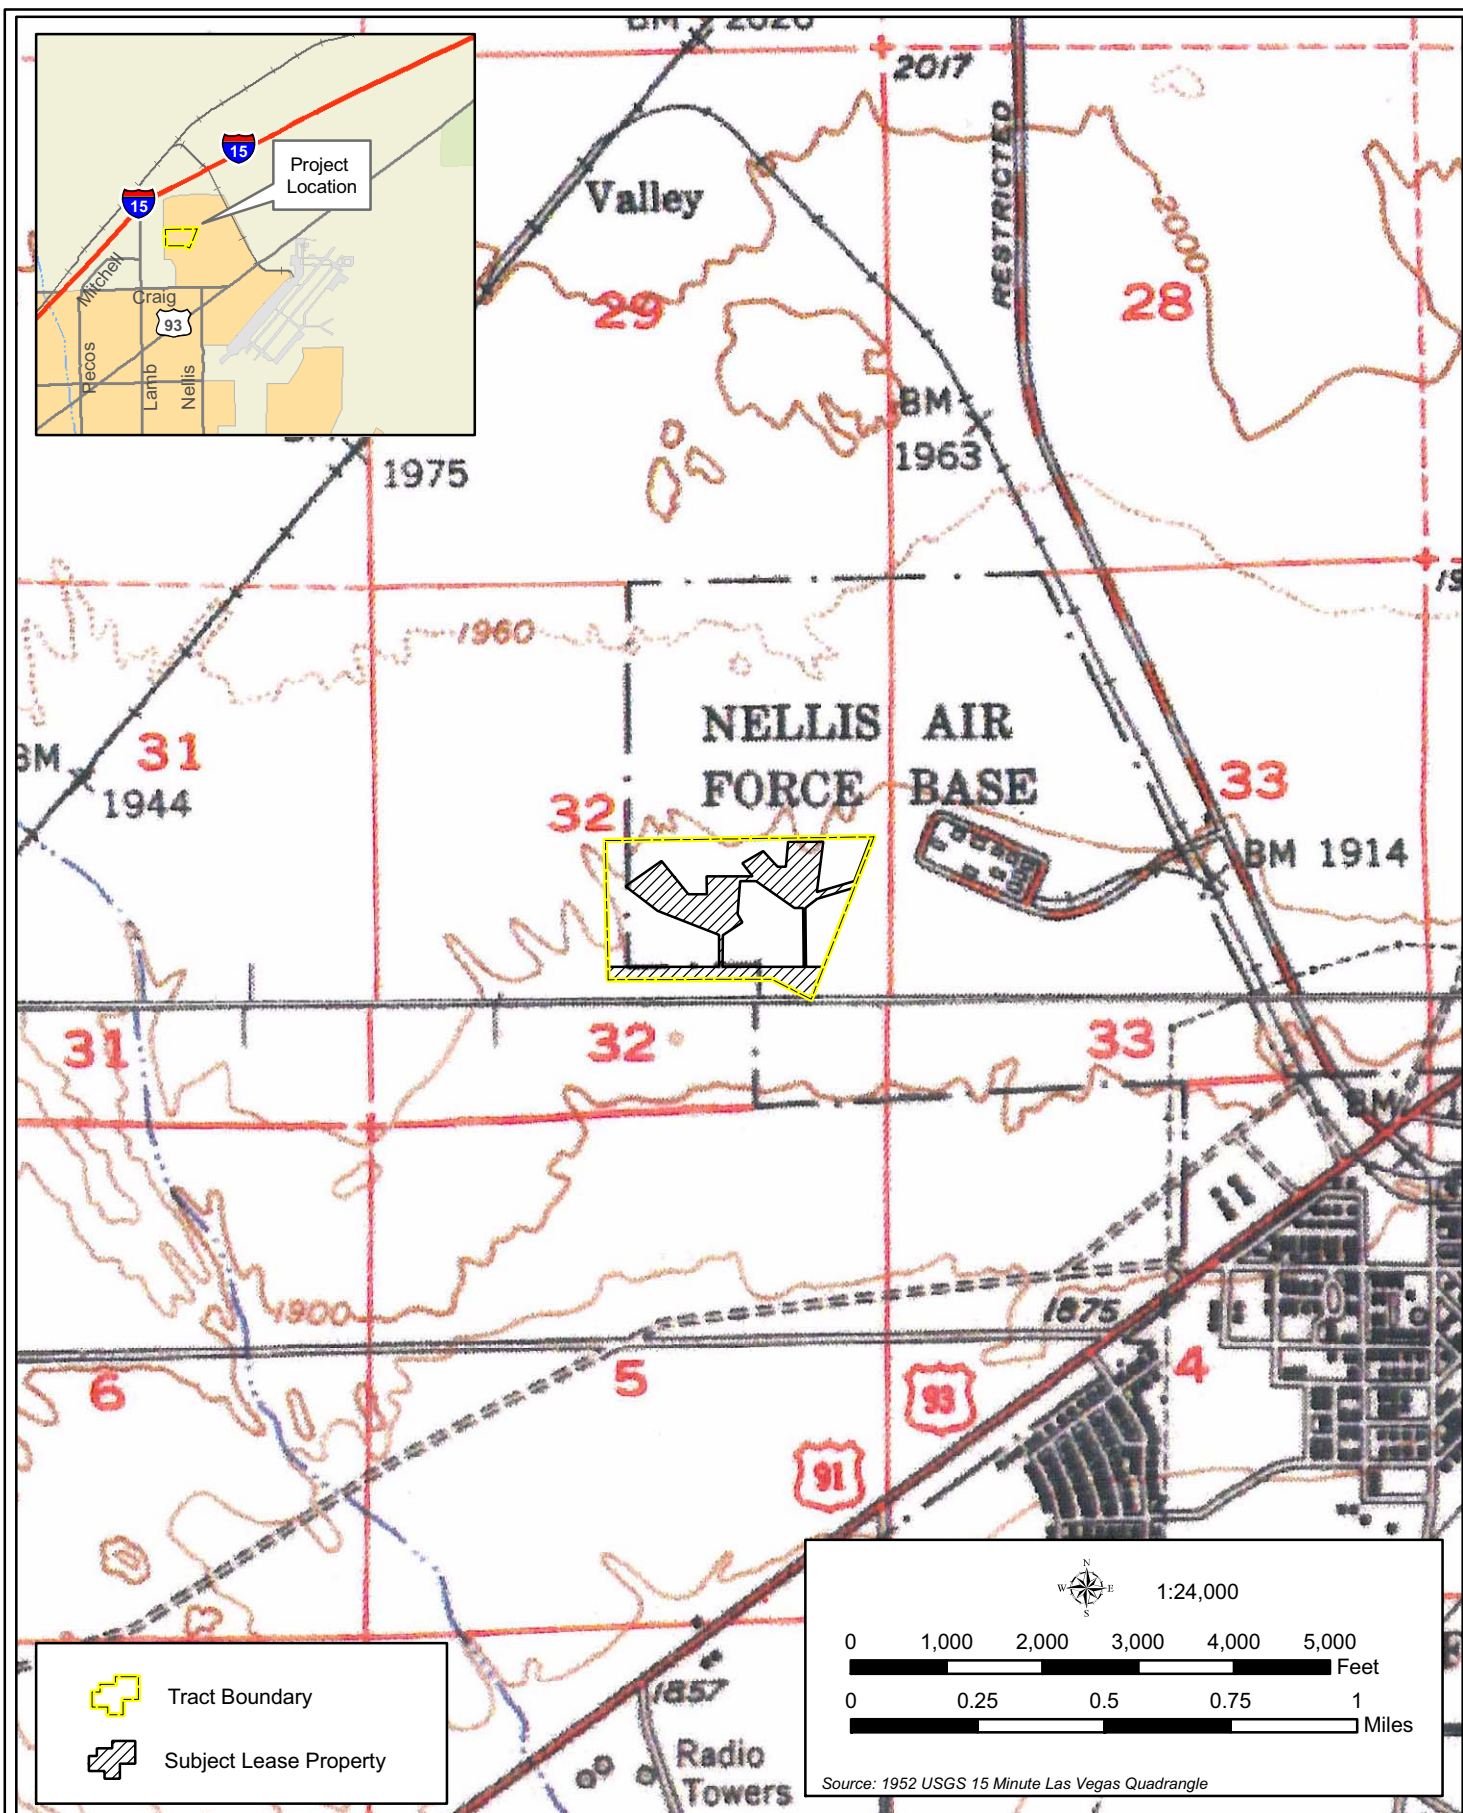 BM 2020
2017
15
15
Project
Location
Mitchell
Craig
93
Pecos
Lamb
Nellis
Valley
RESTRICTED
2000
29
28
BM
1963
1975
1960
NELLIS AIR
FORCE BASE
31
BM
1944
32
33
BM 1914
31
32
33
BM
1900
1875
6
5
4
93
91
1857
Radio
Towers
Tract Boundary
Subject Lease Property
N
W
E
S
1:24,000
0 1,000 2,000 3,000 4,000 5,000
Feet
0 0.25 0.5 0.75 1
Miles
Source: 1952 USGS 15 Minute Las Vegas Quadrangle